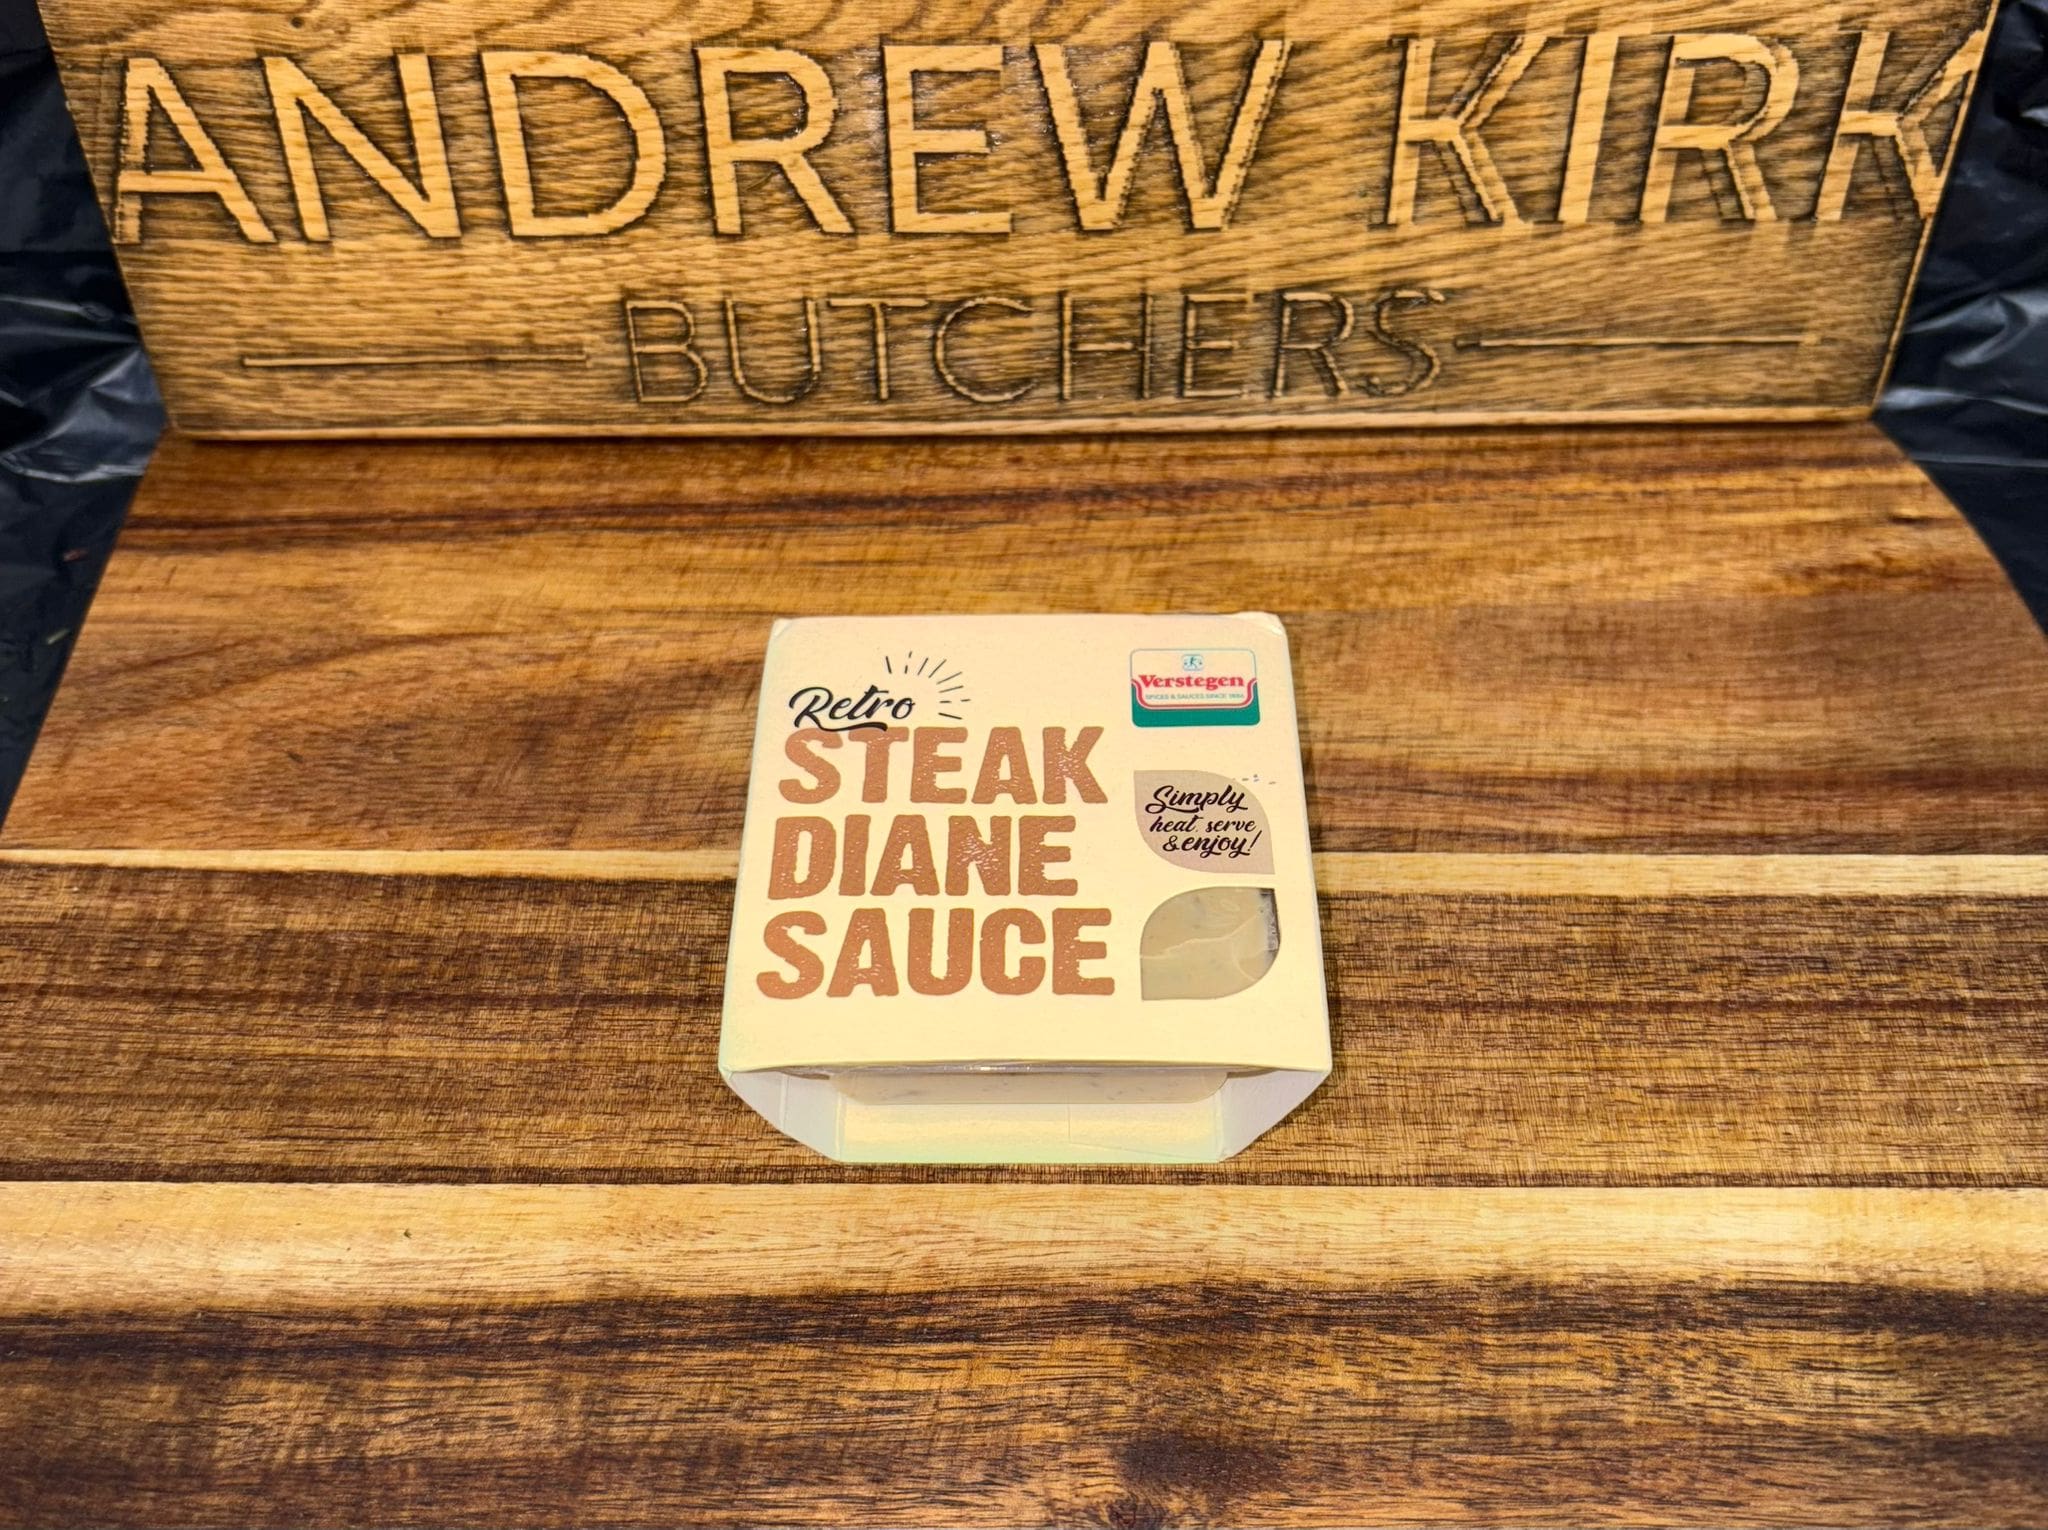 ANDREW KIRK
BUTCHERS
Retro
STEAK
DIANE
SAUCE
Verstegen
SPICES & SAUCES SINCE 1886
Simply
heat, serve
& enjoy!